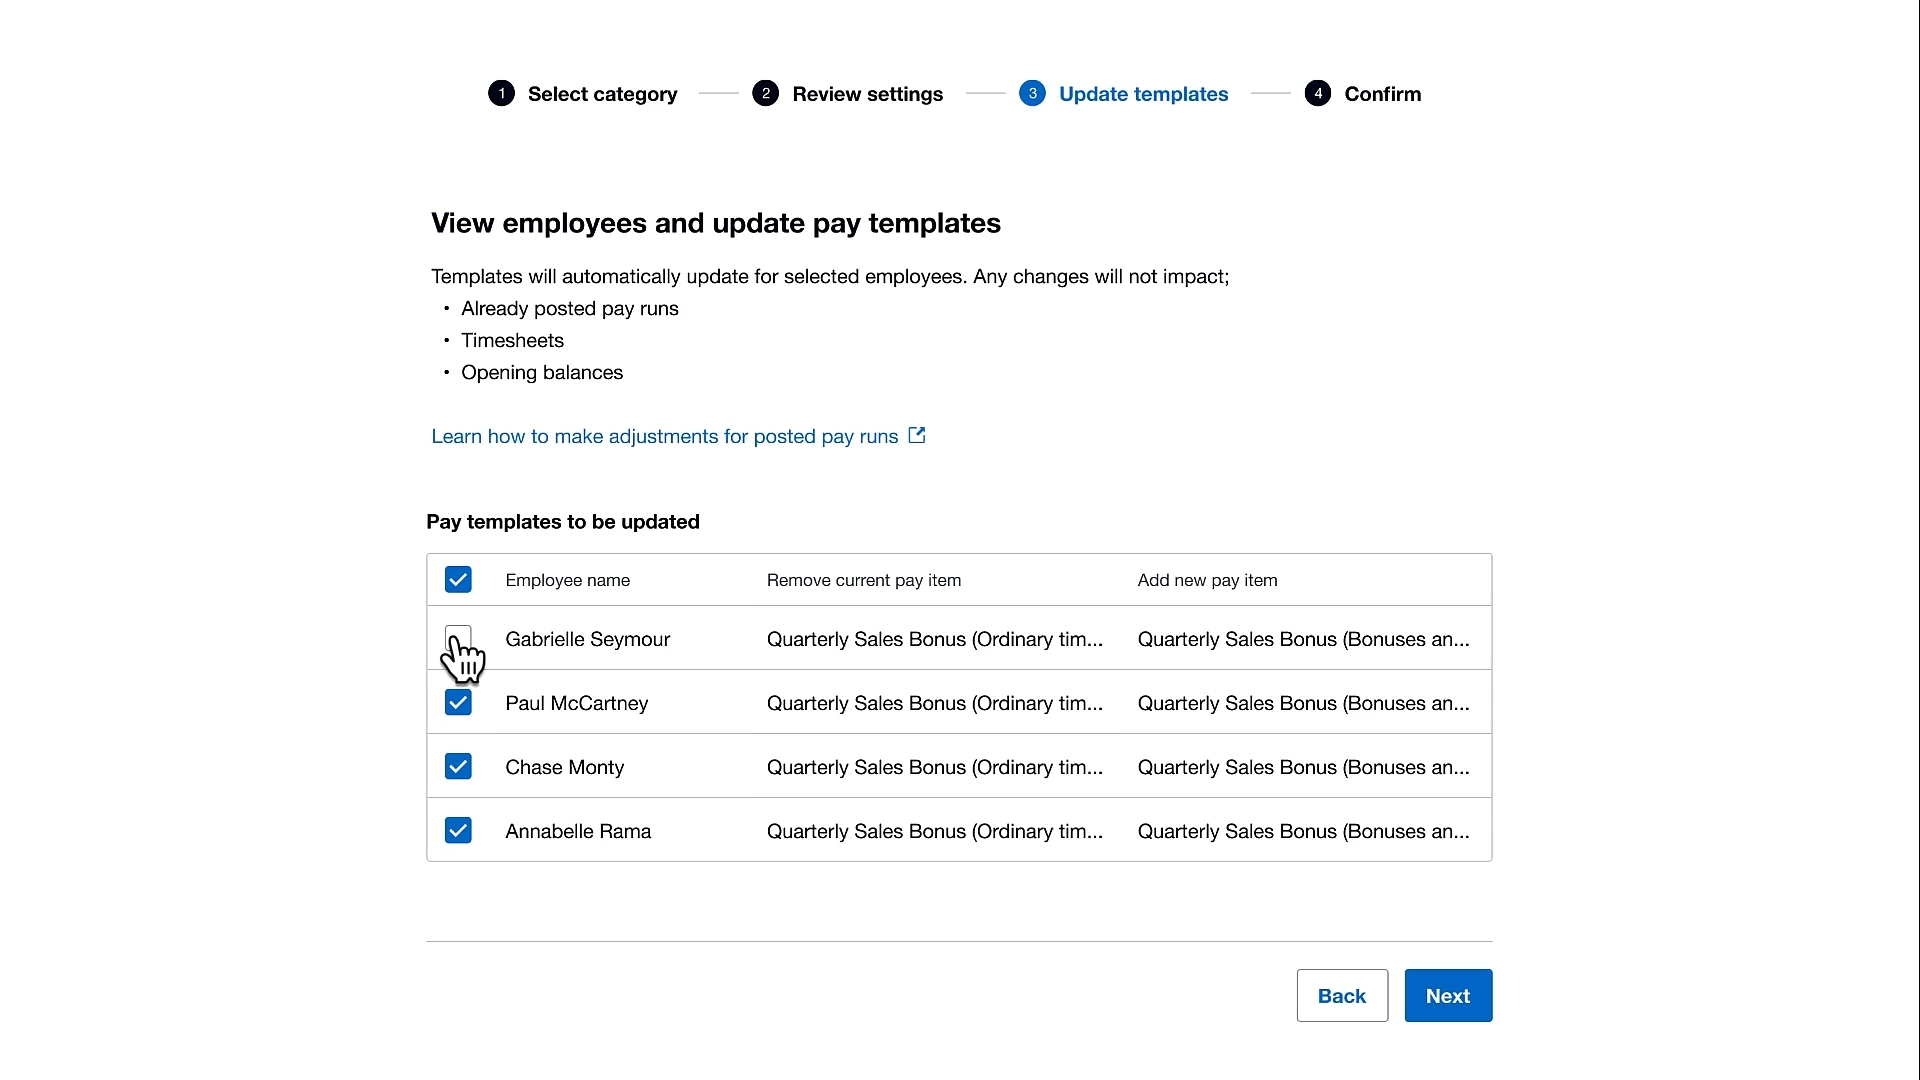 1 Select category 2 Review settings 3 Update templates 4 Confirm
View employees and update pay templates
Templates will automatically update for selected employees. Any changes will not impact;
• Already posted pay runs
• Timesheets
• Opening balances
Learn how to make adjustments for posted pay runs
Pay templates to be updated
Employee name Remove current pay item Add new pay item
Gabrielle Seymour Quarterly Sales Bonus (Ordinary tim... Quarterly Sales Bonus (Bonuses an...
Paul McCartney Quarterly Sales Bonus (Ordinary tim... Quarterly Sales Bonus (Bonuses an...
Chase Monty Quarterly Sales Bonus (Ordinary tim... Quarterly Sales Bonus (Bonuses an...
Annabelle Rama Quarterly Sales Bonus (Ordinary tim... Quarterly Sales Bonus (Bonuses an...
Back Next